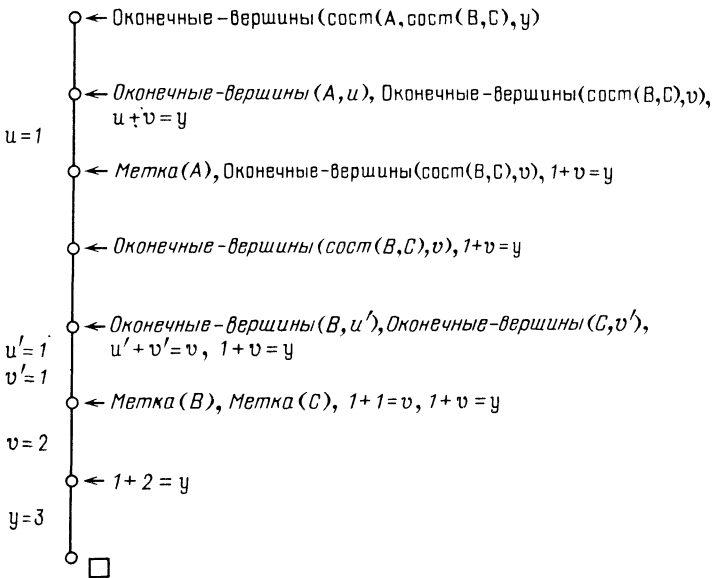 ← Оконечные-вершины(сост(A,сост(B,C),y)
← Оконечные-вершины(A,u), Оконечные-вершины(сост(B,C),v),
u+v=y
u=1
← Метка(A), Оконечные-вершины(сост(B,C),v), 1+v=y
← Оконечные-вершины(сост(B,C),v), 1+v=y
← Оконечные-вершины(B,u′), Оконечные-вершины(C,v′),
u′+v′=v, 1+v=y
u′=1
v′=1
← Метка(B), Метка(C), 1+1=v, 1+v=y
v=2
← 1+2=y
y=3